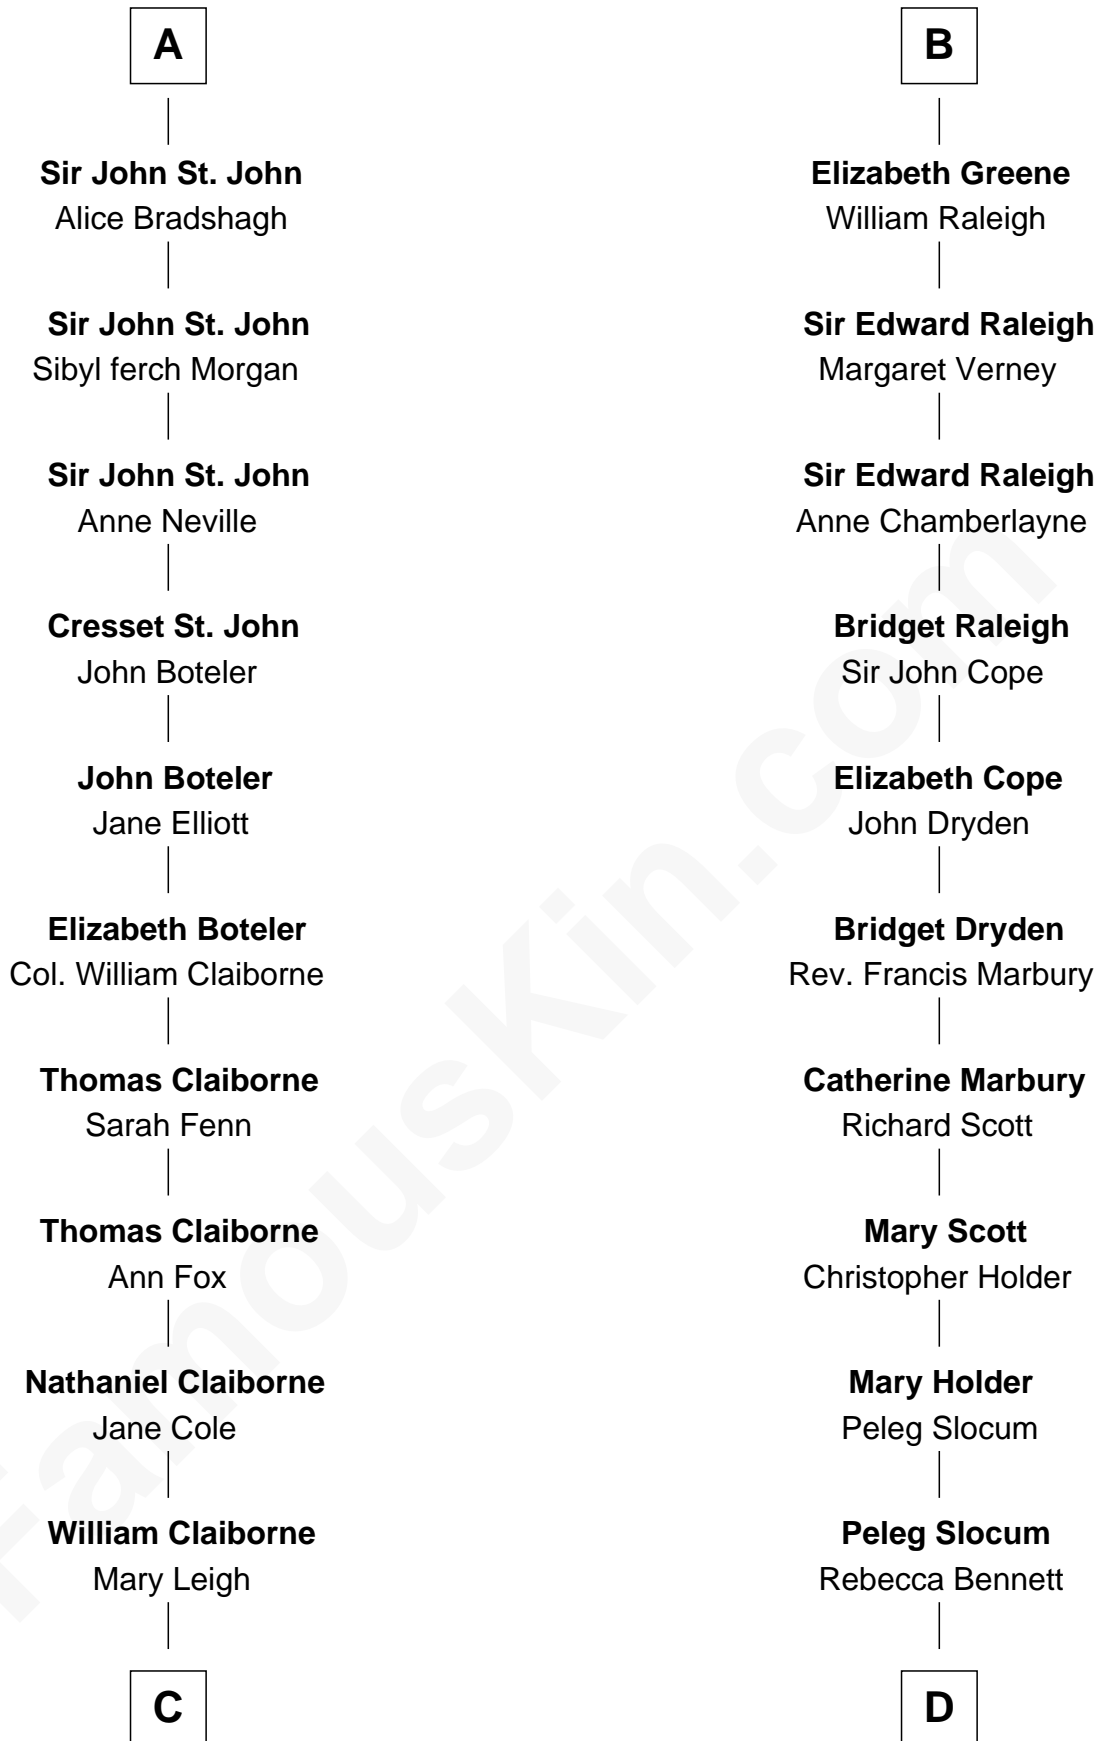 A
Sir John St. John
Alice Bradshagh
Sir John St. John
Sibyl ferch Morgan
Sir John St. John
Anne Neville
Cresset St. John
John Boteler
John Boteler
Jane Elliott
Elizabeth Boteler
Col. William Claiborne
Thomas Claiborne
Sarah Fenn
Thomas Claiborne
Ann Fox
Nathaniel Claiborne
Jane Cole
William Claiborne
Mary Leigh
C
B
Elizabeth Greene
William Raleigh
Sir Edward Raleigh
Margaret Verney
Sir Edward Raleigh
Anne Chamberlayne
Bridget Raleigh
Sir John Cope
Elizabeth Cope
John Dryden
Bridget Dryden
Rev. Francis Marbury
Catherine Marbury
Richard Scott
Mary Scott
Christopher Holder
Mary Holder
Peleg Slocum
Peleg Slocum
Rebecca Bennett
D
FamousKin.com